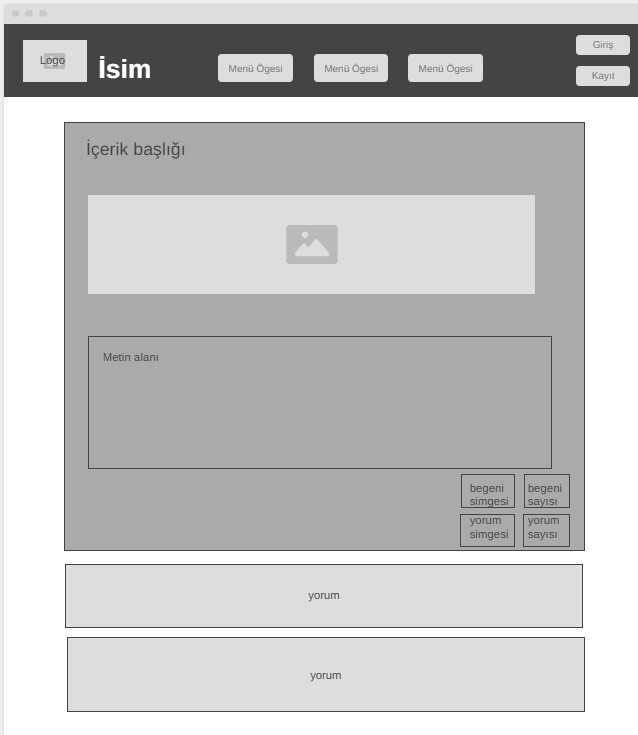 Logo
İsim
Menü Ögesi
Menü Ögesi
Menü Ögesi
Giriş
Kayıt
İçerik başlığı
Metin alanı
begeni
simgesi
begeni
sayısı
yorum
simgesi
yorum
sayısı
yorum
yorum